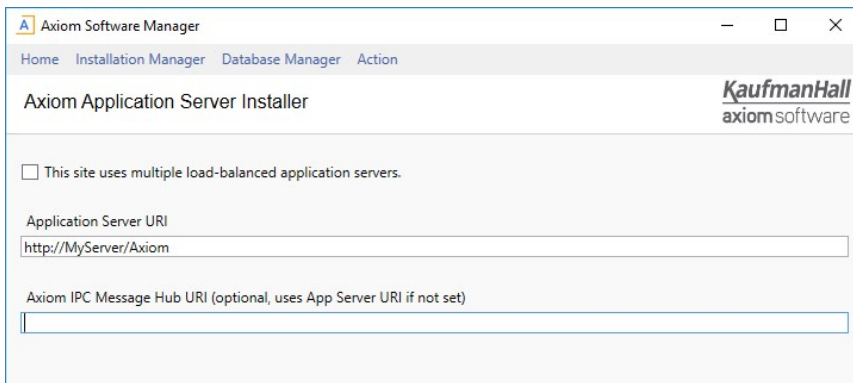 A Axiom Software Manager
Home Installation Manager Database Manager Action
Axiom Application Server Installer
KaufmanHall
axiom software
This site uses multiple load-balanced application servers.
Application Server URI
http://MyServer/Axiom
Axiom IPC Message Hub URI (optional, uses App Server URI if not set)